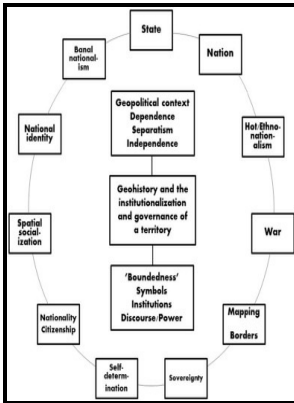 State
Nation
Banal
national-
ism
Geopolitical context
Dependence
Separatism
Independence
National
identity
Hot/Ethno-
nation-
alism
Geohistory and the
institutionalization
and governance of
a territory
Spatial
social-
ization
War
'Boundedness'
Symbols
Institutions
Discourse/Power
Nationality
Citizenship
Mapping
Borders
Self-
determ-
ination
Sovereignty